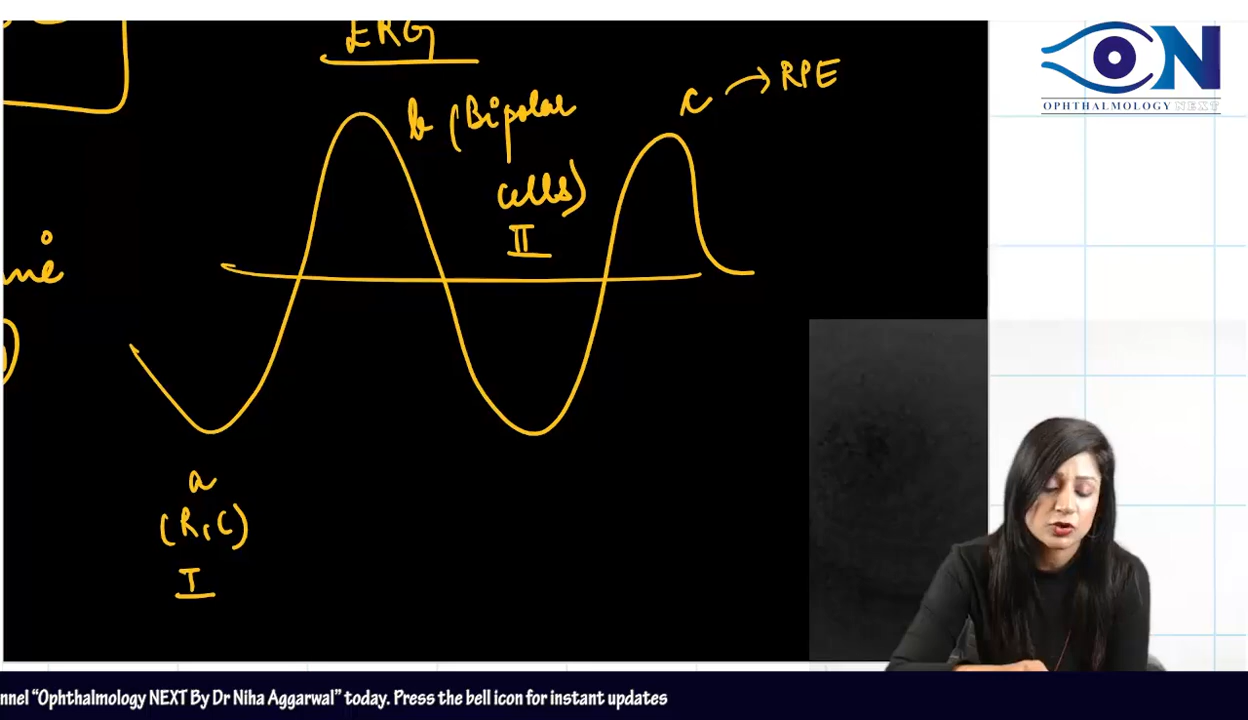 ERG
b (Bipolar
cells)
II
c → RPE
a
(R, C)
I
ON
OPHTHALMOLOGY NEXT
nnel “Ophthalmology NEXT By Dr Niha Aggarwal” today. Press the bell icon for instant updates